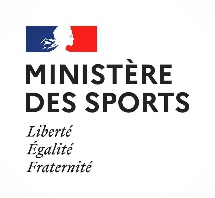 MINISTÈRE
DES SPORTS
Liberté
Égalité
Fraternité